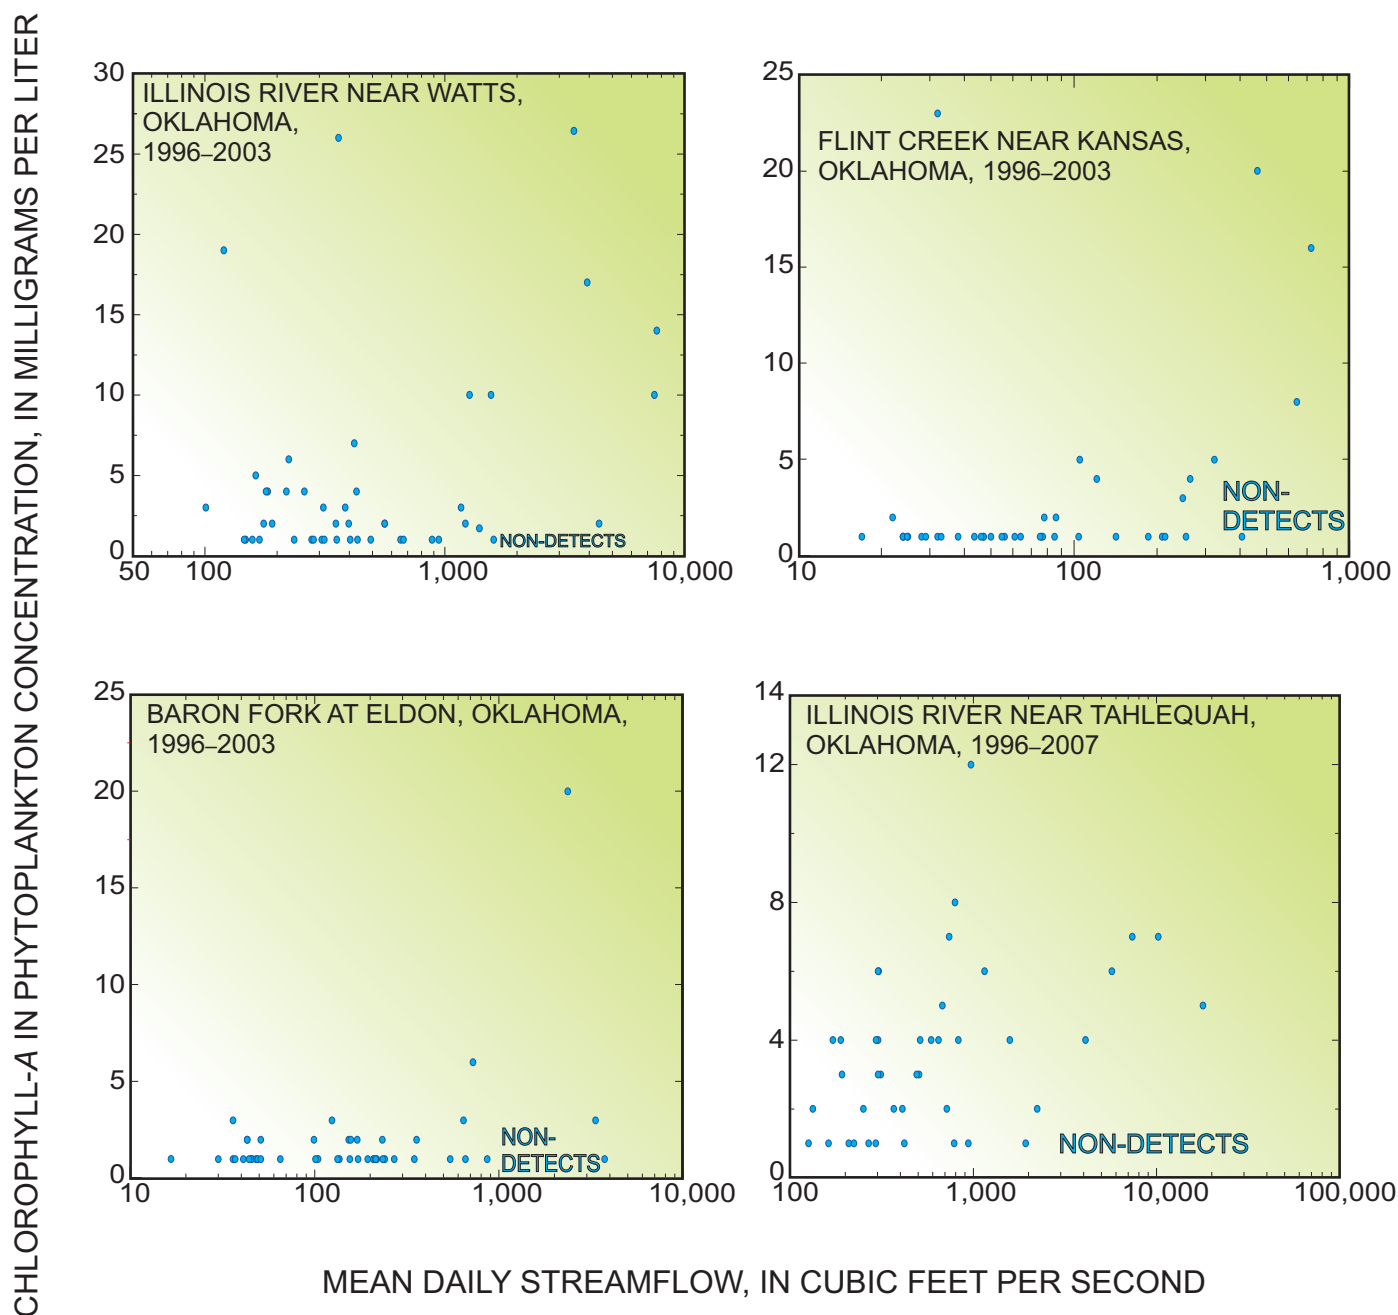 CHLOROPHYLL-A IN PHYTOPLANKTON CONCENTRATION, IN MILLIGRAMS PER LITER
30
25
20
15
10
5
0
ILLINOIS RIVER NEAR WATTS,
OKLAHOMA,
1996–2003
NON-DETECTS
50 100 1,000 10,000
25
20
15
10
5
0
FLINT CREEK NEAR KANSAS,
OKLAHOMA, 1996–2003
NON-
DETECTS
10 100 1,000
25
20
15
10
5
0
BARON FORK AT ELDON, OKLAHOMA,
1996–2003
NON-
DETECTS
10 100 1,000 10,000
14
12
8
4
0
ILLINOIS RIVER NEAR TAHLEQUAH,
OKLAHOMA, 1996–2007
NON-DETECTS
100 1,000 10,000 100,000
MEAN DAILY STREAMFLOW, IN CUBIC FEET PER SECOND